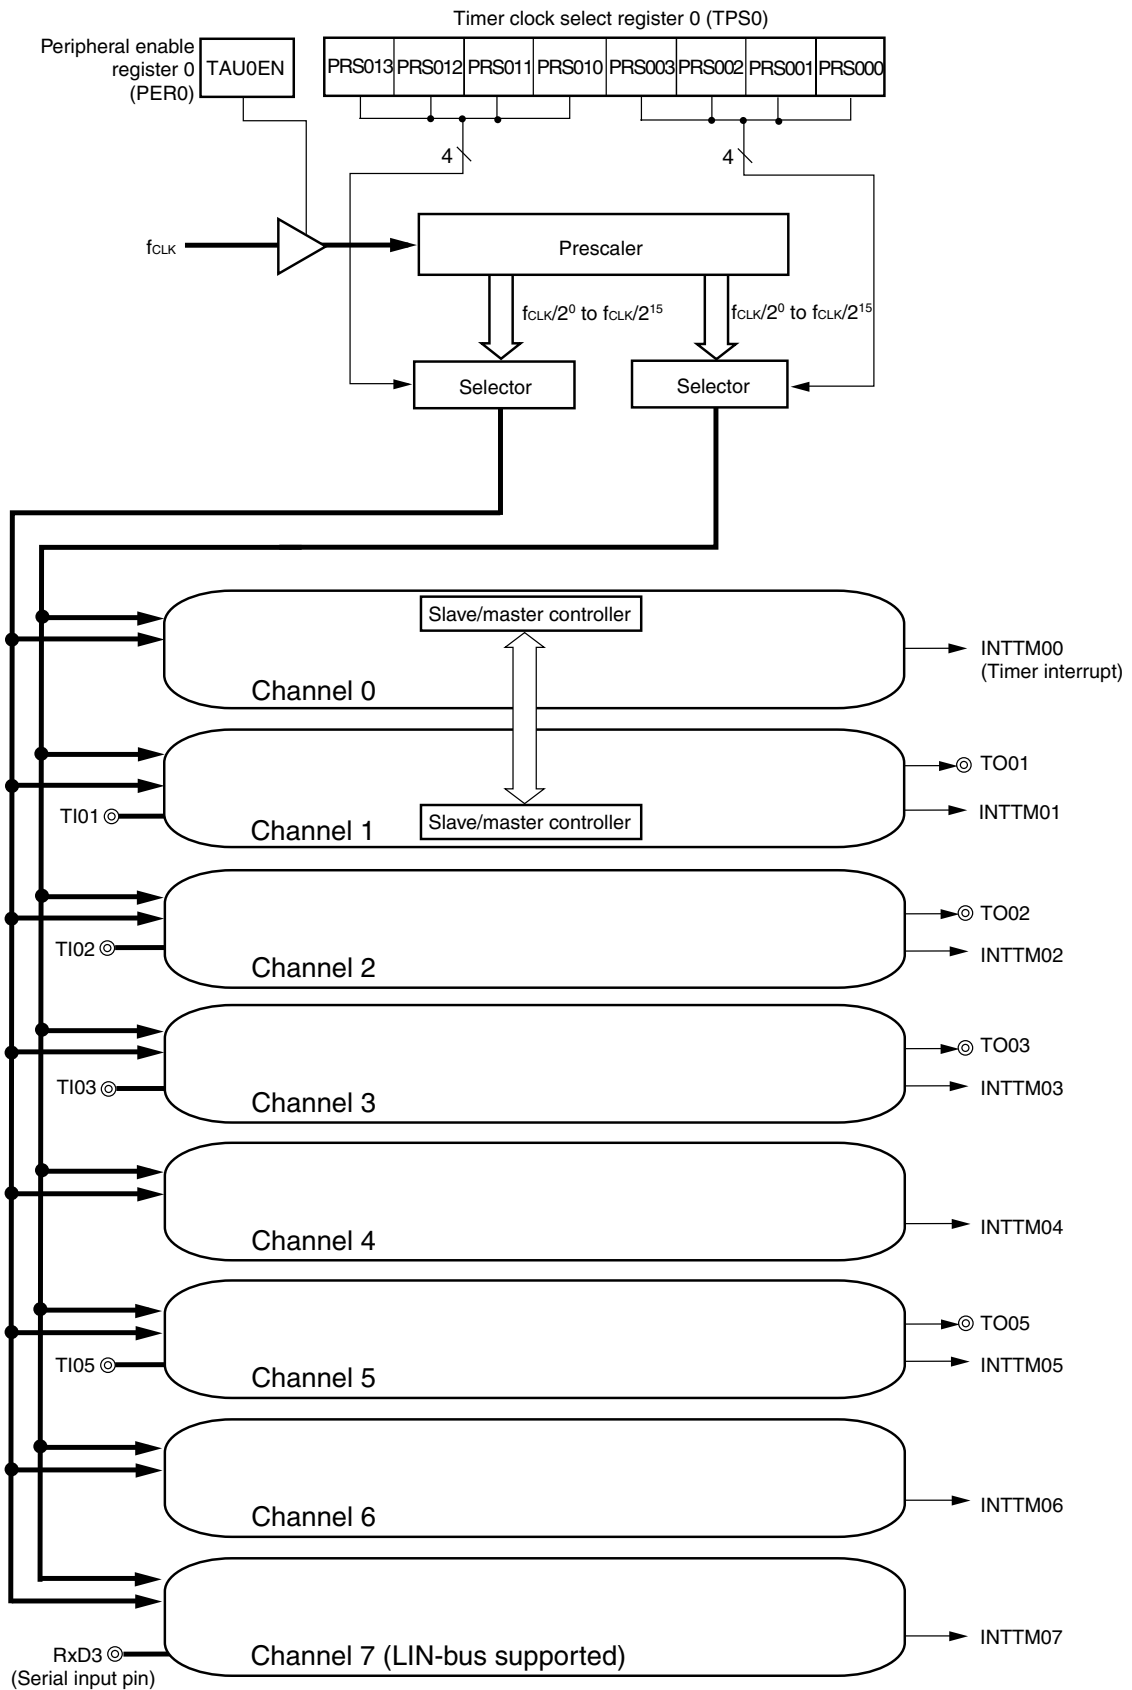 Timer clock select register 0 (TPS0)
Peripheral enable
register 0
(PER0)
TAU0EN
PRS013 PRS012 PRS011 PRS010 PRS003 PRS002 PRS001 PRS000
4
4
fCLK
Prescaler
fCLK/2⁰ to fCLK/2¹⁵
fCLK/2⁰ to fCLK/2¹⁵
Selector
Selector
Slave/master controller
Channel 0
INTTM00
(Timer interrupt)
TI01
Channel 1
Slave/master controller
TO01
INTTM01
TI02
Channel 2
TO02
INTTM02
TI03
Channel 3
TO03
INTTM03
Channel 4
INTTM04
TI05
Channel 5
TO05
INTTM05
Channel 6
INTTM06
RxD3
(Serial input pin)
Channel 7 (LIN-bus supported)
INTTM07